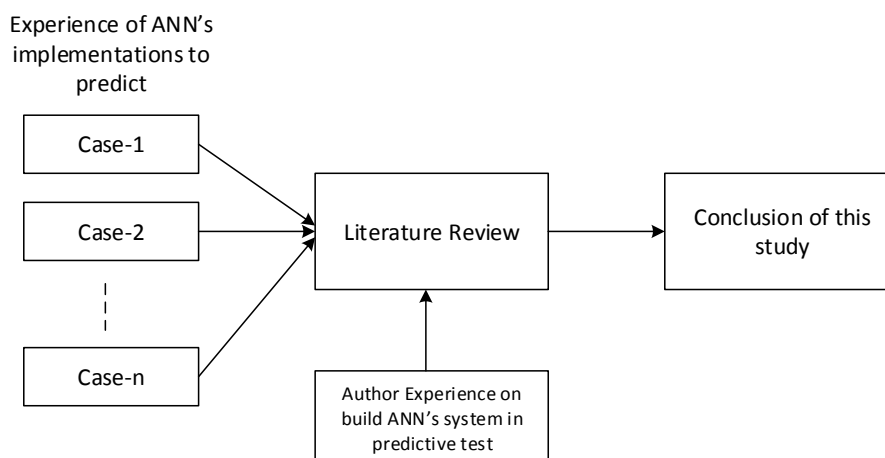 Experience of ANN’s
implementations to
predict
Case-1
Case-2
Case-n
Literature Review
Author Experience on
build ANN’s system in
predictive test
Conclusion of this
study